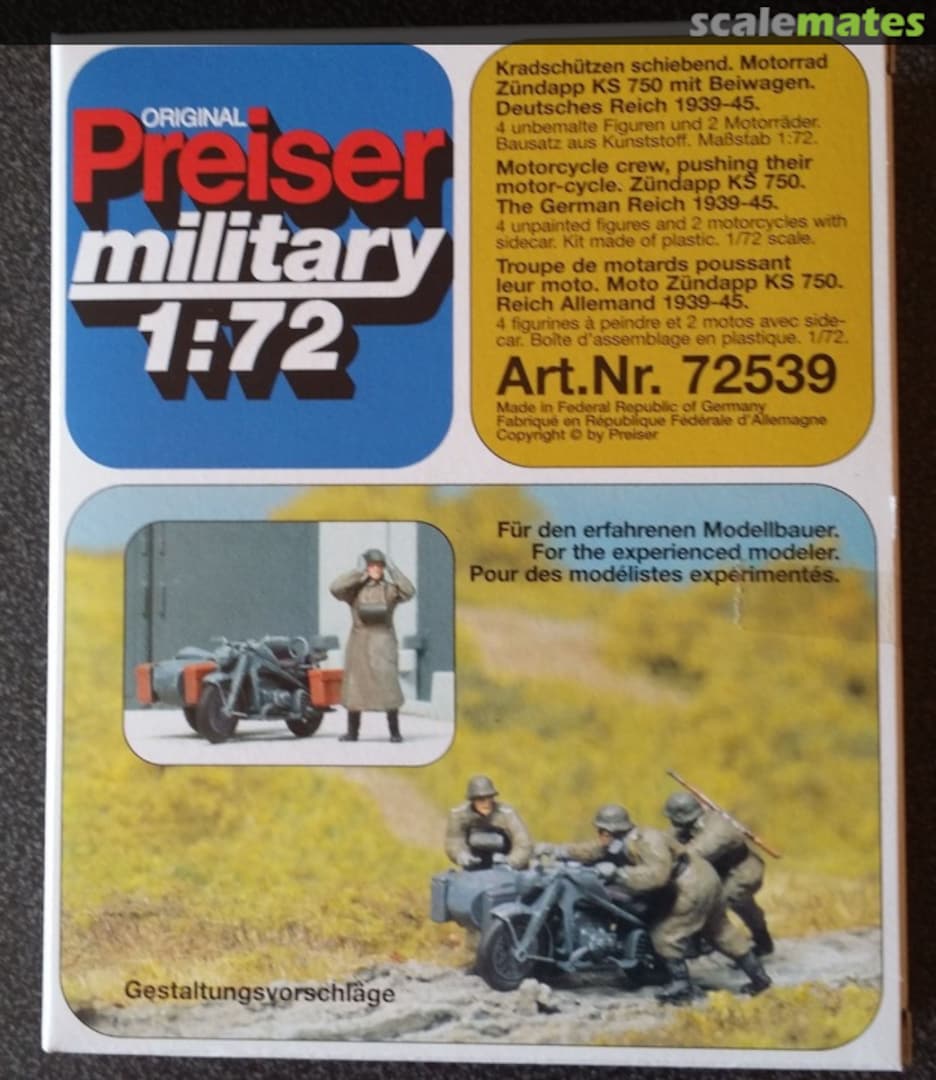 scalemates
ORIGINAL
Preiser
military
1:72
Kradschützen schiebend. Motorrad
Zündapp KS 750 mit Beiwagen.
Deutsches Reich 1939-45.
4 unbemalte Figuren und 2 Motorräder.
Bausatz aus Kunststoff. Maßstab 1:72.
Motorcycle crew, pushing their
motor-cycle. Zündapp KS 750.
The German Reich 1939-45.
4 unpainted figures and 2 motorcycles with
sidecar. Kit made of plastic. 1/72 scale.
Troupe de motards poussant
leur moto. Moto Zündapp KS 750.
Reich Allemand 1939-45.
4 figurines à peindre et 2 motos avec side-
car. Boîte d'assemblage en plastique. 1/72.
Art.Nr. 72539
Made in Federal Republic of Germany
Fabriqué en République Fédérale d'Allemagne
Copyright © by Preiser
Für den erfahrenen Modellbauer.
For the experienced modeler.
Pour des modélistes expérimentés.
Gestaltungsvorschläge